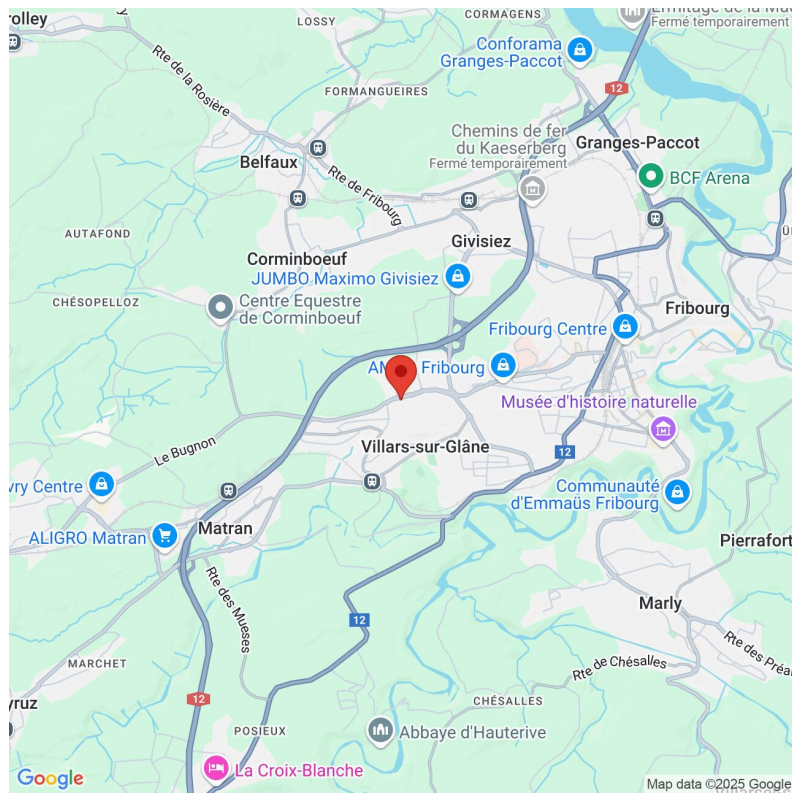 rolley
LOSSY
CORMAGENS
Ermitage de la Ma
Fermé temporairement
Conforama
Granges-Paccot
Rte de la Rosière
FORMANGUEIRES
12
Chemins de fer
du Kaeserberg
Fermé temporairement
Granges-Paccot
Belfaux
BCF Arena
Rte de Fribourg
AUTAFOND
Givisiez
Corminboeuf
JUMBO Maximo Givisiez
CHÉSOPELLOZ
Centre Equestre
de Corminboeuf
Fribourg
Fribourg Centre
Fribourg
Musée d'histoire naturelle
Le Bugnon
Villars-sur-Glâne
12
vry Centre
Communauté
d'Emmaüs Fribourg
Matran
ALIGRO Matran
Pierrafort
Rte des Mueses
Marly
12
Rte des Préa
MARCHET
Rte de Chésalles
12
yruz
CHÉSALLES
POSIEUX
Abbaye d'Hauterive
La Croix-Blanche
Google
Map data ©2025 Google